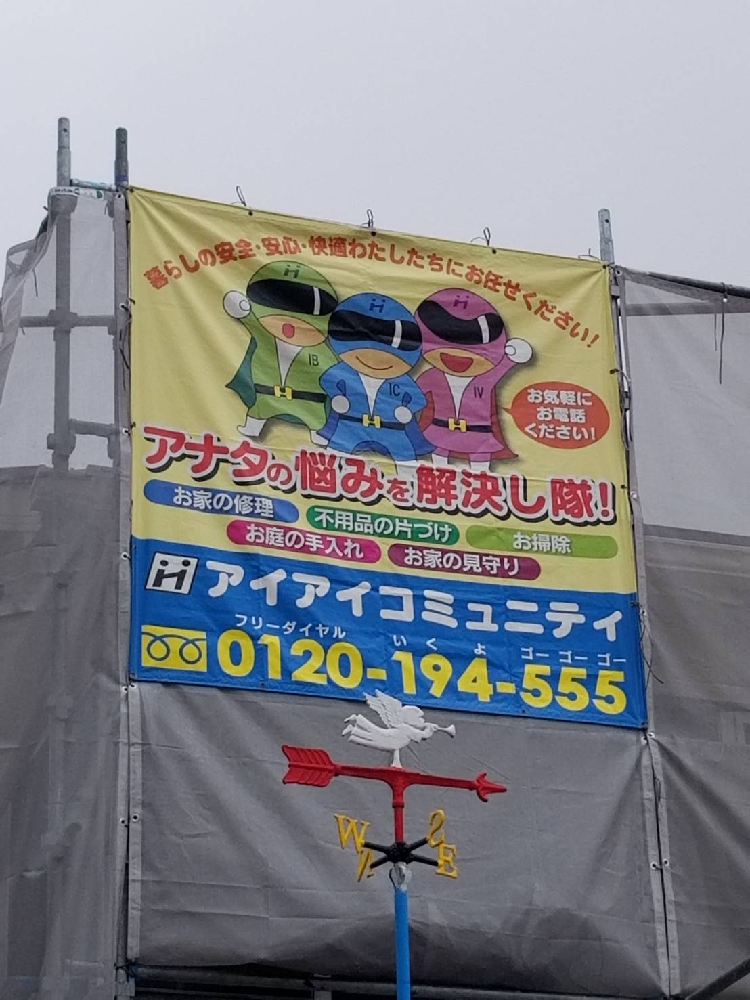 暮らしの安全・安心・快適わたしたちにお任せください!
IB
IC
IV
お気軽に
お電話
ください!
アナタの悩みを解決し隊!
お家の修理
不用品の片づけ
お掃除
お庭の手入れ
お家の見守り
アイアイコミュニティ
フリーダイヤル いくよ ゴーゴーゴー
0120-194-555
W
S
N
E